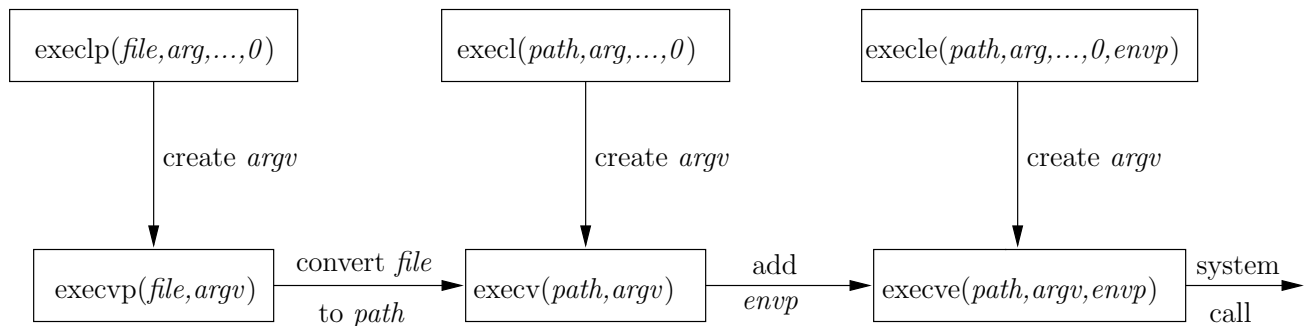 execlp(file,arg,...,0)
execl(path,arg,...,0)
execle(path,arg,...,0,envp)
create argv
create argv
create argv
execvp(file,argv)
convert file
to path
execv(path,argv)
add
envp
execve(path,argv,envp)
system
call